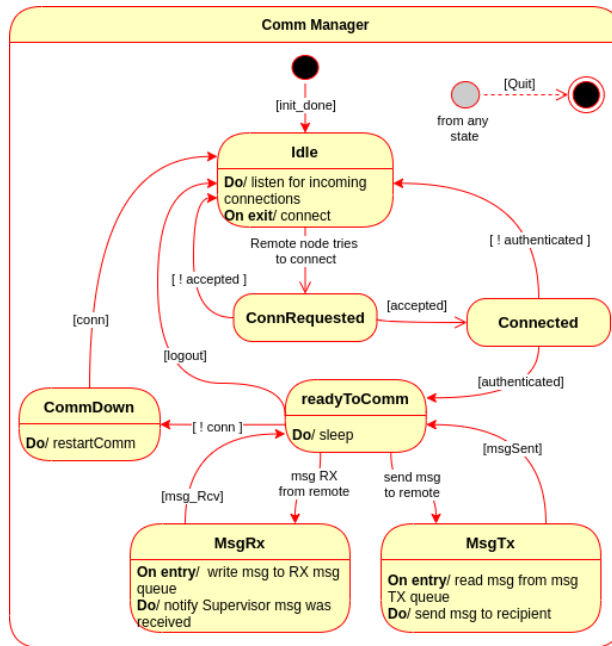 Comm Manager
[init_done]
[Quit]
from any
state
Idle
Do/ listen for incoming
connections
On exit/ connect
Remote node tries
to connect
[ ! authenticated ]
[ ! accepted ]
[conn]
ConnRequested
[accepted]
Connected
[logout]
[authenticated]
CommDown
Do/ restartComm
[ ! conn ]
readyToComm
Do/ sleep
[msgSent]
[msg_Rcv]
msg RX
from remote
send msg
to remote
MsgRx
On entry/ write msg to RX msg
queue
Do/ notify Supervisor msg was
received
MsgTx
On entry/ read msg from msg
TX queue
Do/ send msg to recipient